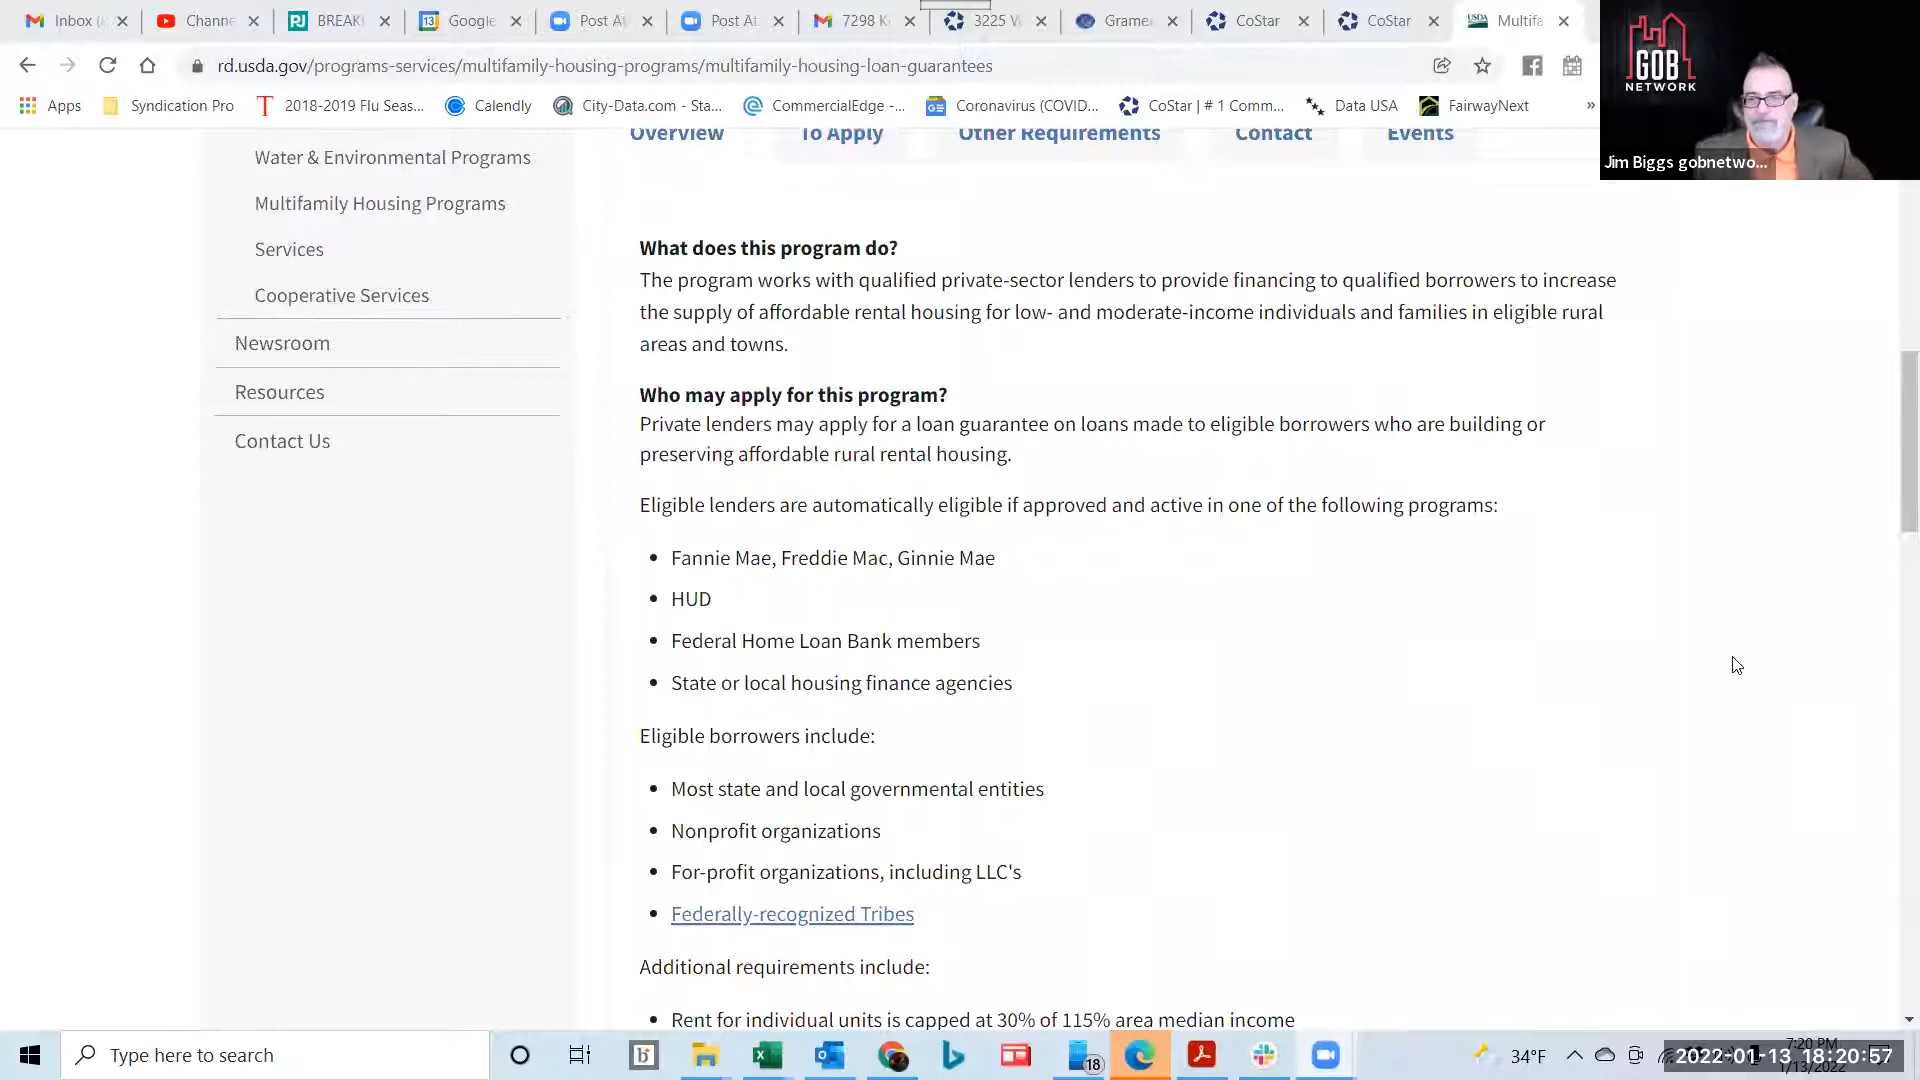 Inbox (
Channe
BREAK
Google
Post At
Post At
7298 K
3225 W
Grame
CoStar
CoStar
Multifa
rd.usda.gov/programs-services/multifamily-housing-programs/multifamily-housing-loan-guarantees
Apps
Syndication Pro
2018-2019 Flu Seas...
Calendly
City-Data.com - Sta...
CommercialEdge -...
Coronavirus (COVID...
CoStar | # 1 Comm...
Data USA
FairwayNext
»
GOB
NETWORK
Jim Biggs gobnetwo...
Overview
To Apply
Other Requirements
Contact
Events
Water & Environmental Programs
Multifamily Housing Programs
Services
Cooperative Services
Newsroom
Resources
Contact Us
What does this program do?
The program works with qualified private-sector lenders to provide financing to qualified borrowers to increase
the supply of affordable rental housing for low- and moderate-income individuals and families in eligible rural
areas and towns.
Who may apply for this program?
Private lenders may apply for a loan guarantee on loans made to eligible borrowers who are building or
preserving affordable rural rental housing.
Eligible lenders are automatically eligible if approved and active in one of the following programs:
• Fannie Mae, Freddie Mac, Ginnie Mae
• HUD
• Federal Home Loan Bank members
• State or local housing finance agencies
Eligible borrowers include:
• Most state and local governmental entities
• Nonprofit organizations
• For-profit organizations, including LLC's
• Federally-recognized Tribes
Additional requirements include:
• Rent for individual units is capped at 30% of 115% area median income
Type here to search
18
34°F
7:20 PM
2022-01-13 18:20:57
1/13/2022